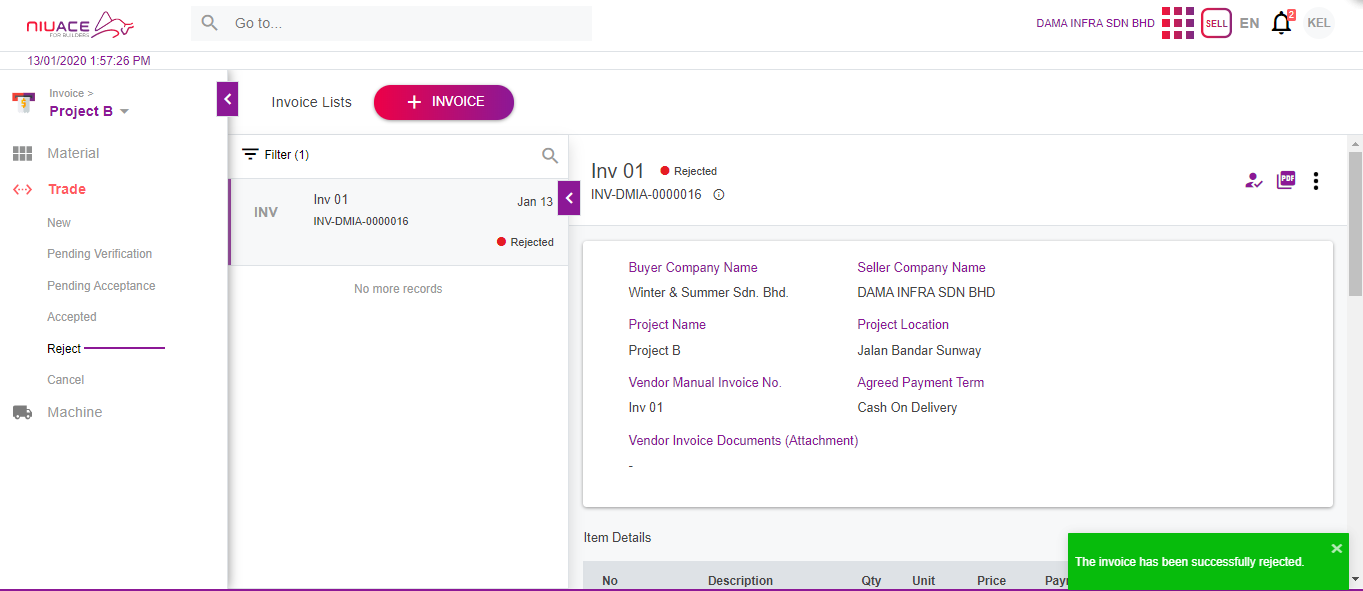 NIUACE
FOR BUILDERS
Go to...
DAMA INFRA SDN BHD
SELL
EN
2
KEL
13/01/2020 1:57:26 PM
Invoice >
Project B
Material
Trade
New
Pending Verification
Pending Acceptance
Accepted
Reject
Cancel
Machine
Invoice Lists
+ INVOICE
Filter (1)
INV
Inv 01
Jan 13
INV-DMIA-0000016
Rejected
No more records
Inv 01
Rejected
INV-DMIA-0000016
PDF
Buyer Company Name
Seller Company Name
Winter & Summer Sdn. Bhd.
DAMA INFRA SDN BHD
Project Name
Project Location
Project B
Jalan Bandar Sunway
Vendor Manual Invoice No.
Agreed Payment Term
Inv 01
Cash On Delivery
Vendor Invoice Documents (Attachment)
-
Item Details
No Description Qty Unit Price
The invoice has been successfully rejected.